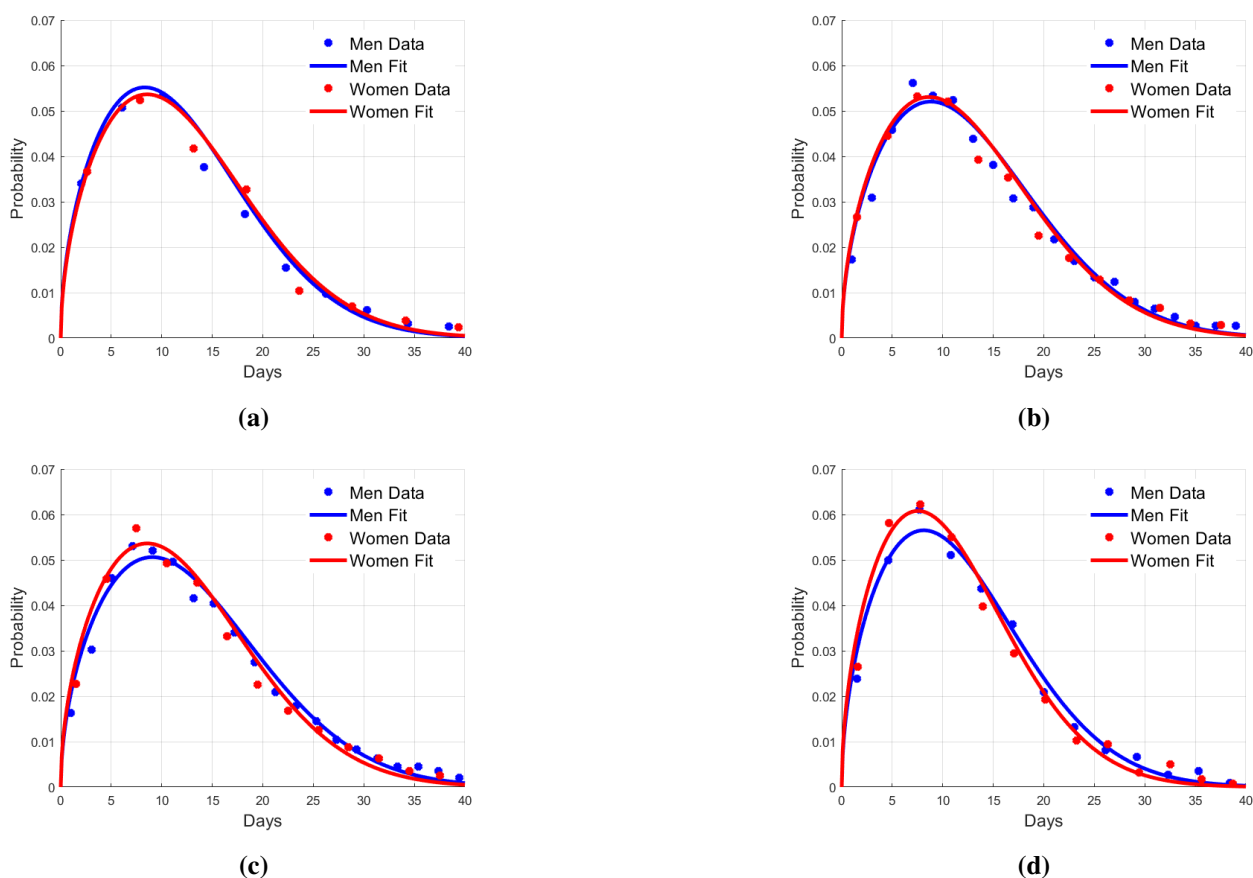 0.07
0.06
0.05
0.04
0.03
0.02
0.01
0
Probability
0 5 10 15 20 25 30 35 40
Days
Men Data
Men Fit
Women Data
Women Fit
(a)
0.07
0.06
0.05
0.04
0.03
0.02
0.01
0
Probability
0 5 10 15 20 25 30 35 40
Days
Men Data
Men Fit
Women Data
Women Fit
(b)
0.07
0.06
0.05
0.04
0.03
0.02
0.01
0
Probability
0 5 10 15 20 25 30 35 40
Days
Men Data
Men Fit
Women Data
Women Fit
(c)
0.07
0.06
0.05
0.04
0.03
0.02
0.01
0
Probability
0 5 10 15 20 25 30 35 40
Days
Men Data
Men Fit
Women Data
Women Fit
(d)